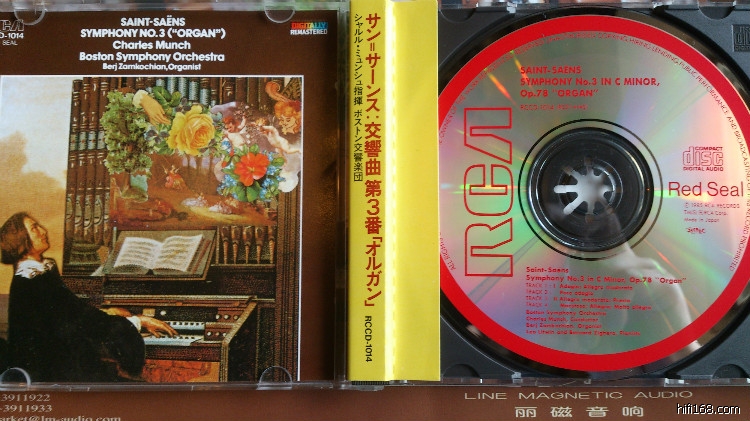 RCA
D-1014
SEAL
SAINT-SAËNS
SYMPHONY NO.3 ("ORGAN")
Charles Munch
Boston Symphony Orchestra
Berj Zamkochian, Organist
DIGITALLY
REMASTERED
サン=サーンス:交響曲 第3番「オルガン」
シャルル・ミュンシュ指揮 ボストン交響楽団
RCCD-1014
SAINT-SAENS
SYMPHONY No.3 IN C MINOR,
Op.78 "ORGAN"
RCA
COMPACT
disc
DIGITAL AUDIO
Red Seal
Made in Japan
Saint-Saens
Symphony No.3 in C Minor, Op.78 "Organ"
Boston Symphony Orchestra
Charles Munch, Conductor
Berj Zamkochian, Organist
3911922
-3911933
arket@lm-audio.com
LINE MAGNETIC AUDIO
丽磁音响
hifi168.com